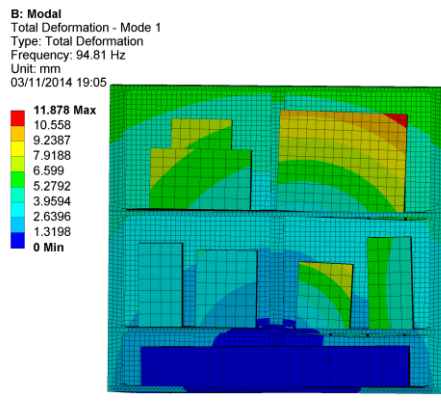 B: Modal
Total Deformation - Mode 1
Type: Total Deformation
Frequency: 94.81 Hz
Unit: mm
03/11/2014 19:05
11.878 Max
10.558
9.2387
7.9188
6.599
5.2792
3.9594
2.6396
1.3198
0 Min